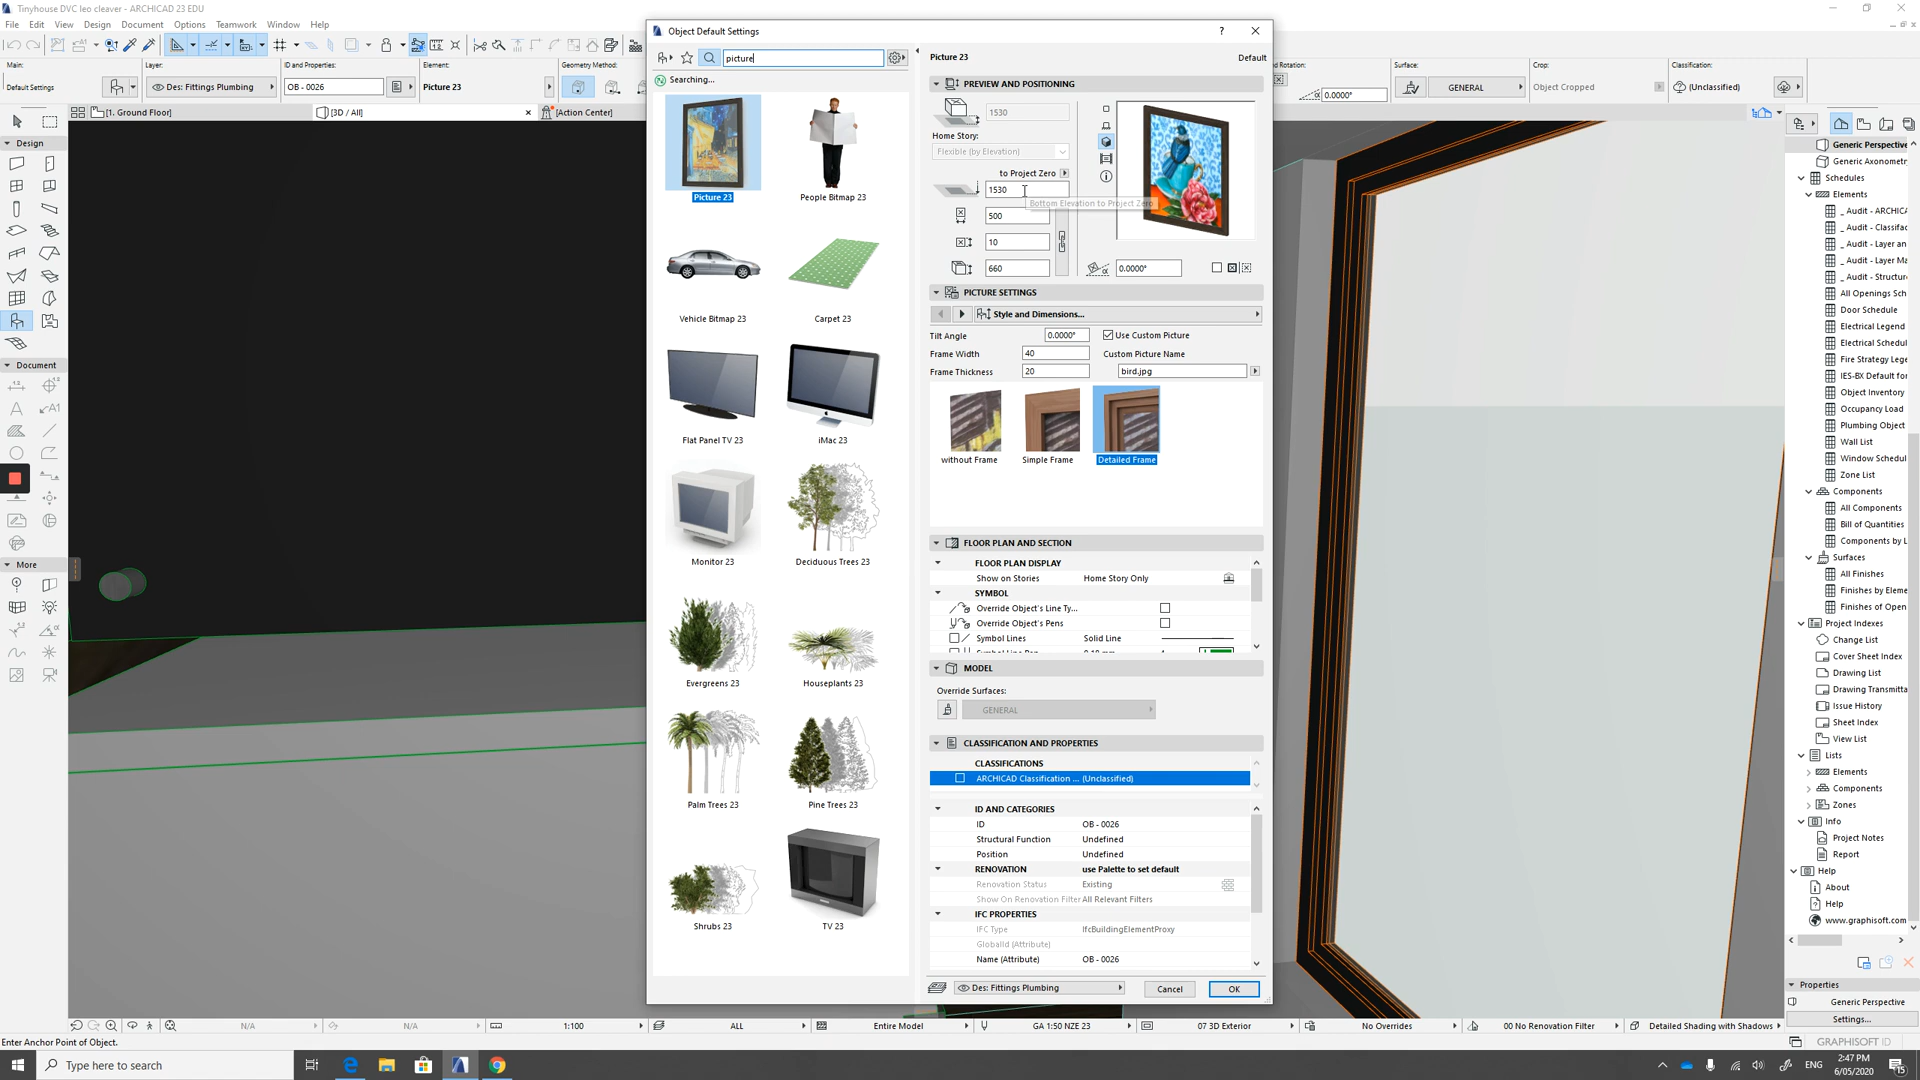 Tinyhouse DVC leo cleaver - ARCHICAD 23 EDU
File Edit View Design Document Options Teamwork Window Help
Main: Layer: ID and Properties: Element: Geometry Method: Rotation: Surface: Crop: Classification:
Default Settings Des: Fittings Plumbing OB - 0026 Picture 23 0.0000° GENERAL Object Cropped (Unclassified)
[1. Ground Floor] [3D / All] [Action Center]
Design
Document
More
Object Default Settings
picture
Searching...
Picture 23
People Bitmap 23
Vehicle Bitmap 23
Carpet 23
Flat Panel TV 23
iMac 23
Monitor 23
Deciduous Trees 23
Evergreens 23
Houseplants 23
Palm Trees 23
Pine Trees 23
Shrubs 23
TV 23
Picture 23 Default
PREVIEW AND POSITIONING
1530
Home Story:
Flexible (by Elevation)
to Project Zero
1530
Bottom Elevation to Project Zero
500
10
660 0.0000°
PICTURE SETTINGS
Style and Dimensions...
Tilt Angle 0.0000° Use Custom Picture
Frame Width 40 Custom Picture Name
Frame Thickness 20 bird.jpg
without Frame Simple Frame Detailed Frame
FLOOR PLAN AND SECTION
FLOOR PLAN DISPLAY
Show on Stories Home Story Only
SYMBOL
Override Object's Line Ty...
Override Object's Pens
Symbol Lines Solid Line
MODEL
Override Surfaces:
GENERAL
CLASSIFICATION AND PROPERTIES
CLASSIFICATIONS
ARCHICAD Classification ... (Unclassified)
ID AND CATEGORIES
ID OB - 0026
Structural Function Undefined
Position Undefined
RENOVATION use Palette to set default
Renovation Status Existing
Show On Renovation Filter All Relevant Filters
IFC PROPERTIES
IFC Type IfcBuildingElementProxy
GlobalId (Attribute)
Name (Attribute) OB - 0026
Des: Fittings Plumbing Cancel OK
Generic Perspective
Generic Axonometr
Schedules
Elements
_ Audit - ARCHICA
_ Audit - Classifac
_ Audit - Layer an
_ Audit - Layer Ma
_ Audit - Structur
All Openings Sch
Door Schedule
Electrical Legend
Electrical Schedul
Fire Strategy Lege
IES-BX Default for
Object Inventory
Occupancy Load
Plumbing Object
Wall List
Window Schedul
Zone List
Components
All Components
Bill of Quantities
Components by L
Surfaces
All Finishes
Finishes by Eleme
Finishes of Open
Project Indexes
Change List
Cover Sheet Index
Drawing List
Drawing Transmitta
Issue History
Sheet Index
View List
Lists
Elements
Components
Zones
Info
Project Notes
Report
Help
About
Help
www.graphisoft.com
Properties
Generic Perspective
Settings...
N/A N/A 1:100 ALL Entire Model GA 1:50 NZE 23 07 3D Exterior No Overrides 00 No Renovation Filter Detailed Shading with Shadows
Enter Anchor Point of Object. GRAPHISOFT ID
Type here to search ENG 2:47 PM
6/05/2020 15